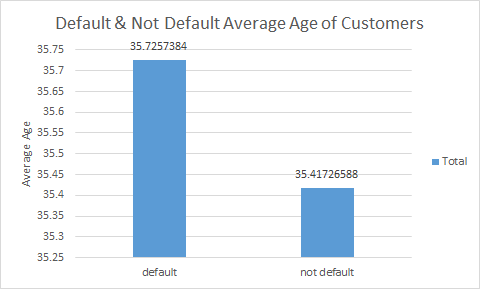 Default & Not Default Average Age of Customers
Average Age
35.75
35.7
35.65
35.6
35.55
35.5
35.45
35.4
35.35
35.3
35.25
35.7257384
35.41726588
default
not default
Total